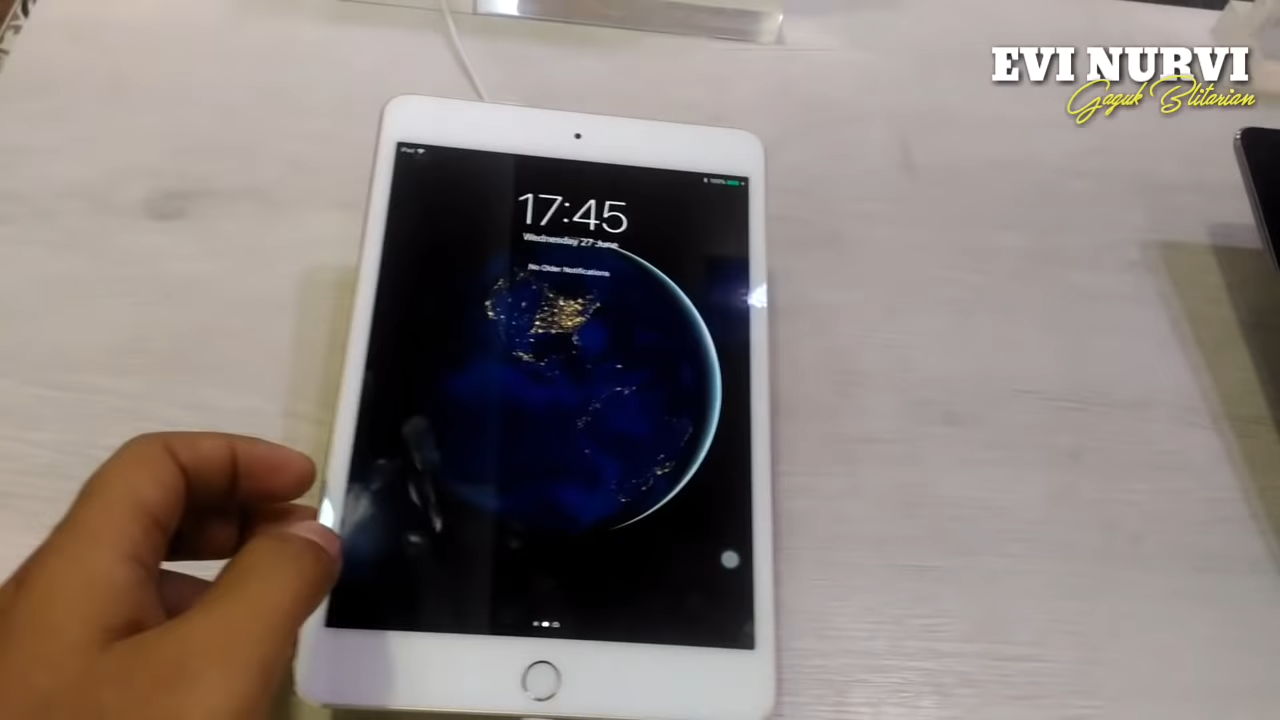 EVI NURVI
Gaguk Blitarian
iPad
100%
17:45
Wednesday 27 June
No Older Notifications